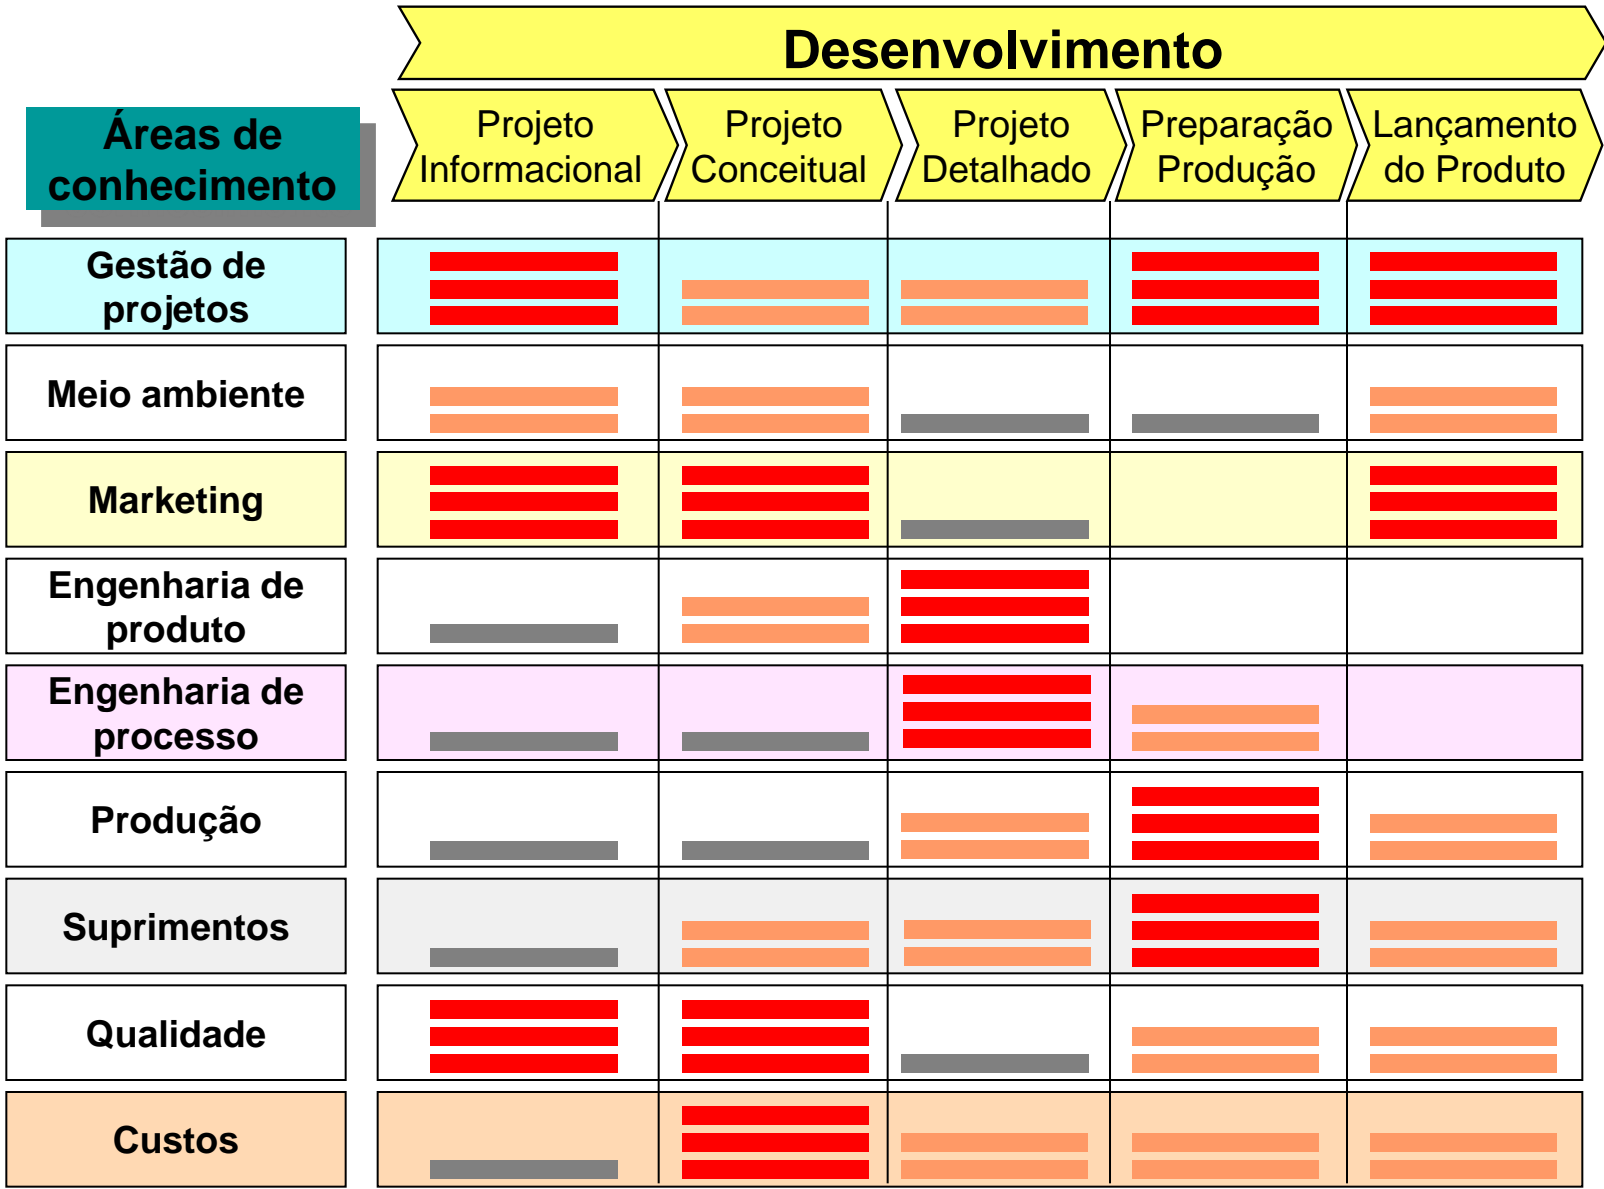 Desenvolvimento
Áreas de
conhecimento
Projeto
Informacional
Projeto
Conceitual
Projeto
Detalhado
Preparação
Produção
Lançamento
do Produto
Gestão de
projetos
Meio ambiente
Marketing
Engenharia de
produto
Engenharia de
processo
Produção
Suprimentos
Qualidade
Custos